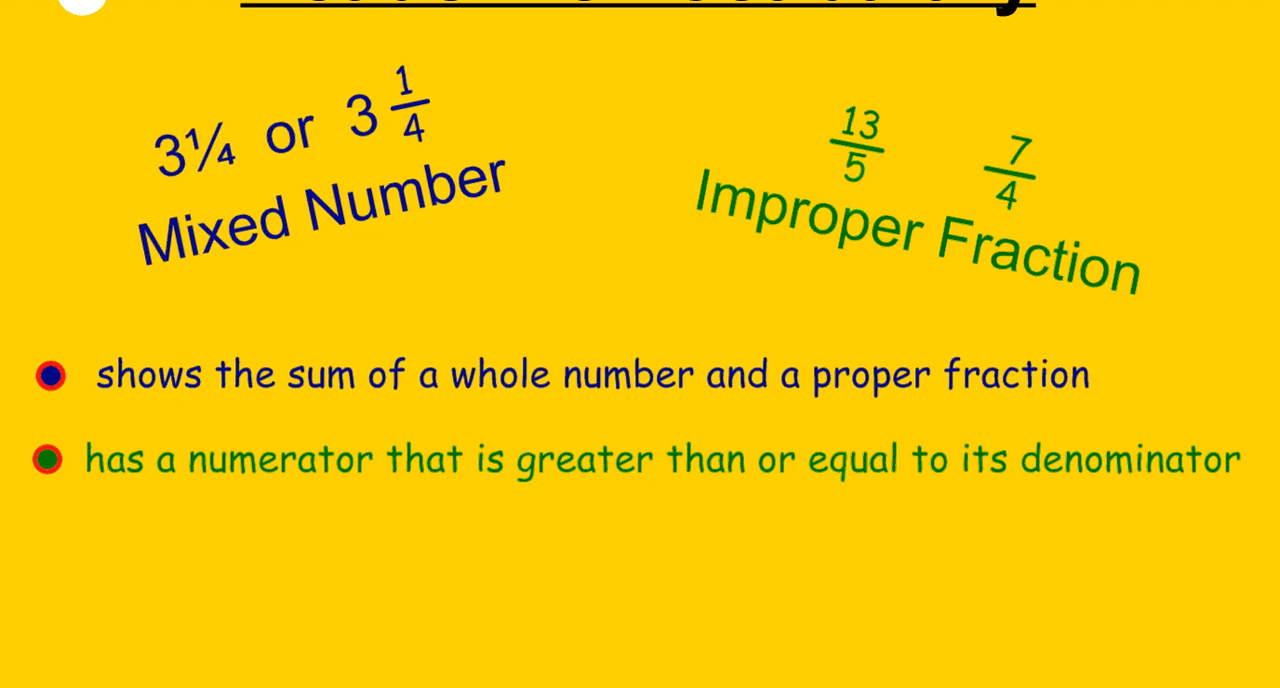 3¼ or 3 1/4
Mixed Number
13/5 7/4
Improper Fraction
shows the sum of a whole number and a proper fraction
has a numerator that is greater than or equal to its denominator